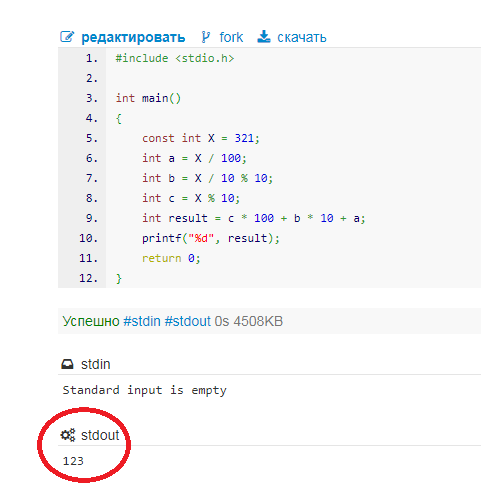 редактировать fork скачать
1. #include <stdio.h>
2.
3. int main()
4. {
5. const int X = 321;
6. int a = X / 100;
7. int b = X / 10 % 10;
8. int c = X % 10;
9. int result = c * 100 + b * 10 + a;
10. printf("%d", result);
11. return 0;
12. }
Успешно #stdin #stdout 0s 4508KB
stdin
Standard input is empty
stdout
123